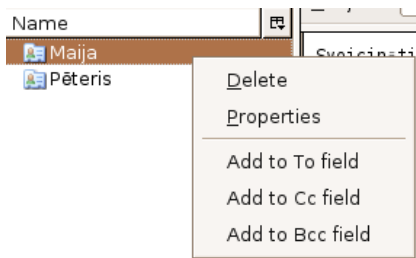 Name
Maija
Pēteris
Delete
Properties
Add to To field
Add to Cc field
Add to Bcc field